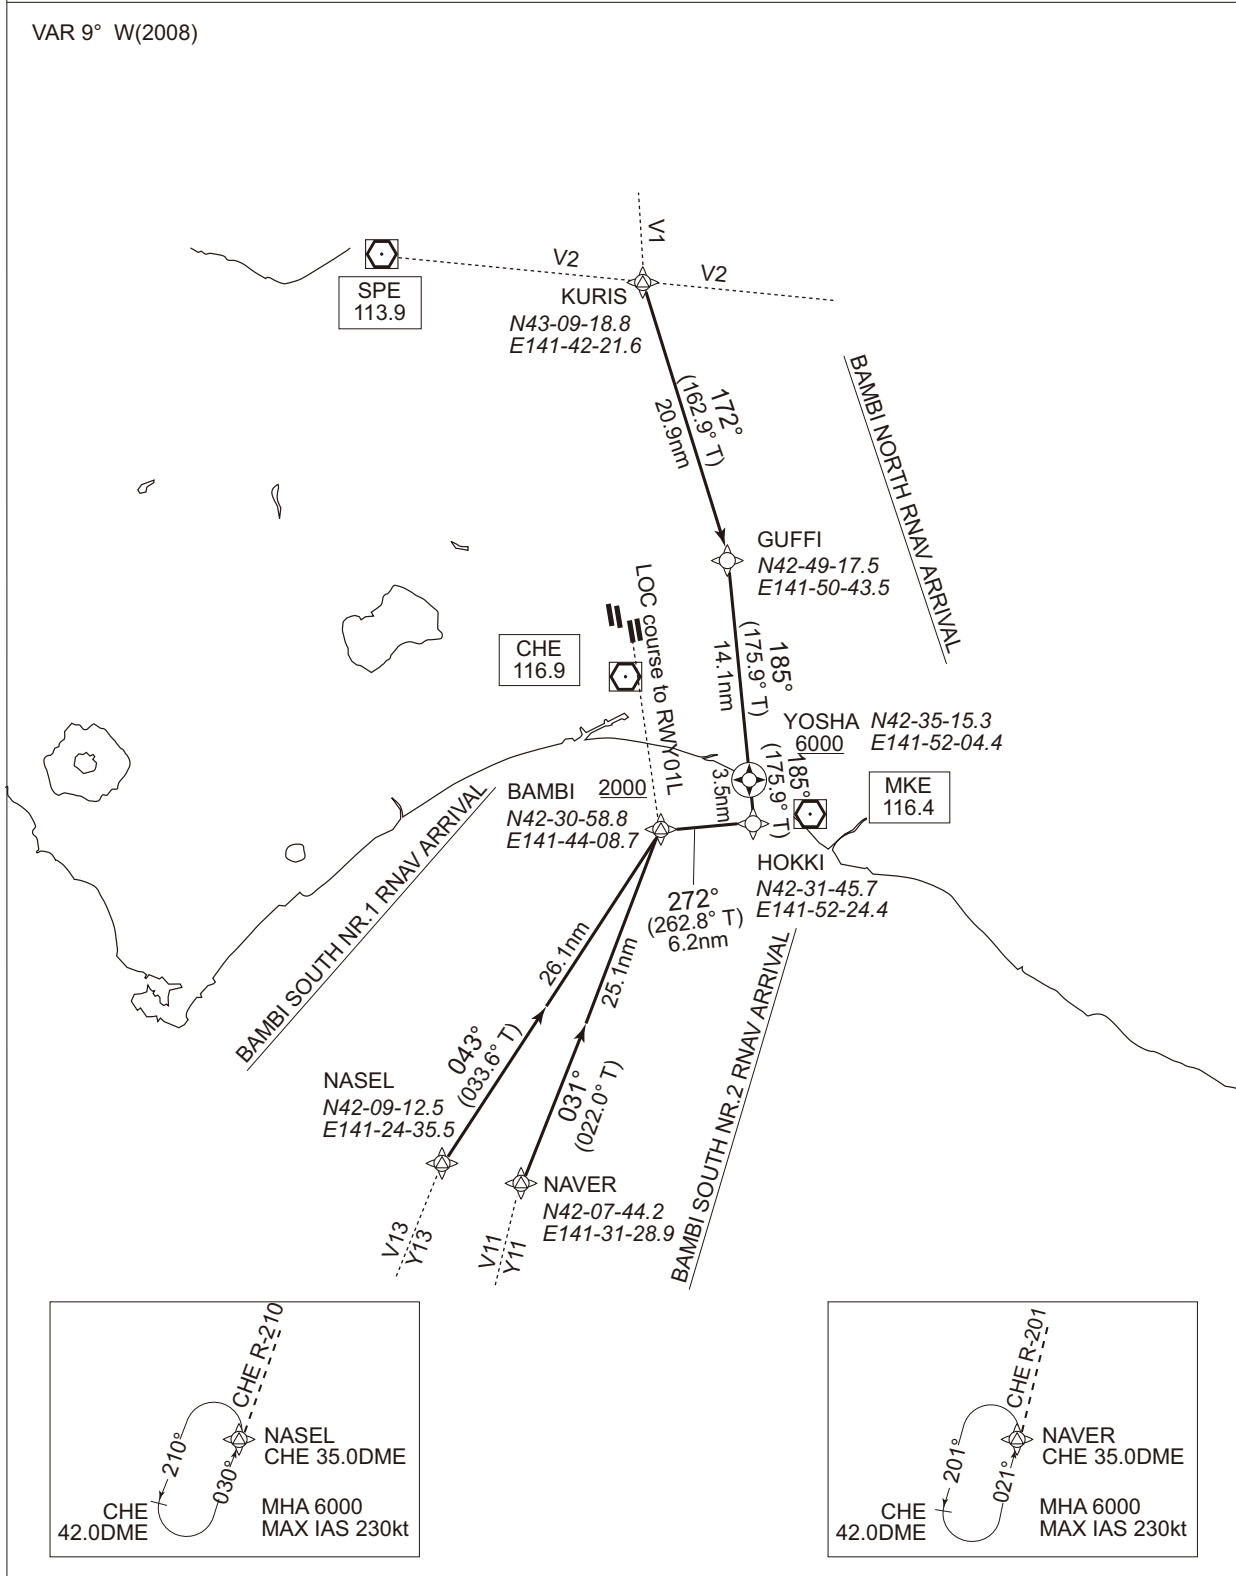 VAR 9° W(2008)
V1
V2
V2
SPE
113.9
KURIS
N43-09-18.8
E141-42-21.6
172°
(162.9° T)
20.9nm
BAMBI NORTH RNAV ARRIVAL
GUFFI
N42-49-17.5
E141-50-43.5
LOC course to RWY01L
CHE
116.9
185°
(175.9° T)
14.1nm
YOSHA
6000
N42-35-15.3
E141-52-04.4
185°
(175.9° T)
3.5nm
MKE
116.4
BAMBI 2000
N42-30-58.8
E141-44-08.7
HOKKI
N42-31-45.7
E141-52-24.4
272°
(262.8° T)
6.2nm
BAMBI SOUTH NR.1 RNAV ARRIVAL
26.1nm
25.1nm
043°
(033.6° T)
031°
(022.0° T)
BAMBI SOUTH NR.2 RNAV ARRIVAL
NASEL
N42-09-12.5
E141-24-35.5
NAVER
N42-07-44.2
E141-31-28.9
V13
Y13
V11
Y11
CHE R-210
210°
030°
NASEL
CHE 35.0DME
CHE
42.0DME
MHA 6000
MAX IAS 230kt
CHE R-201
201°
021°
NAVER
CHE 35.0DME
CHE
42.0DME
MHA 6000
MAX IAS 230kt